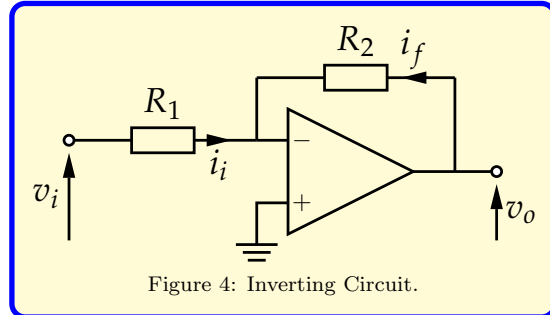 R2
if
R1
ii
−
+
vi
vo
Figure 4: Inverting Circuit.